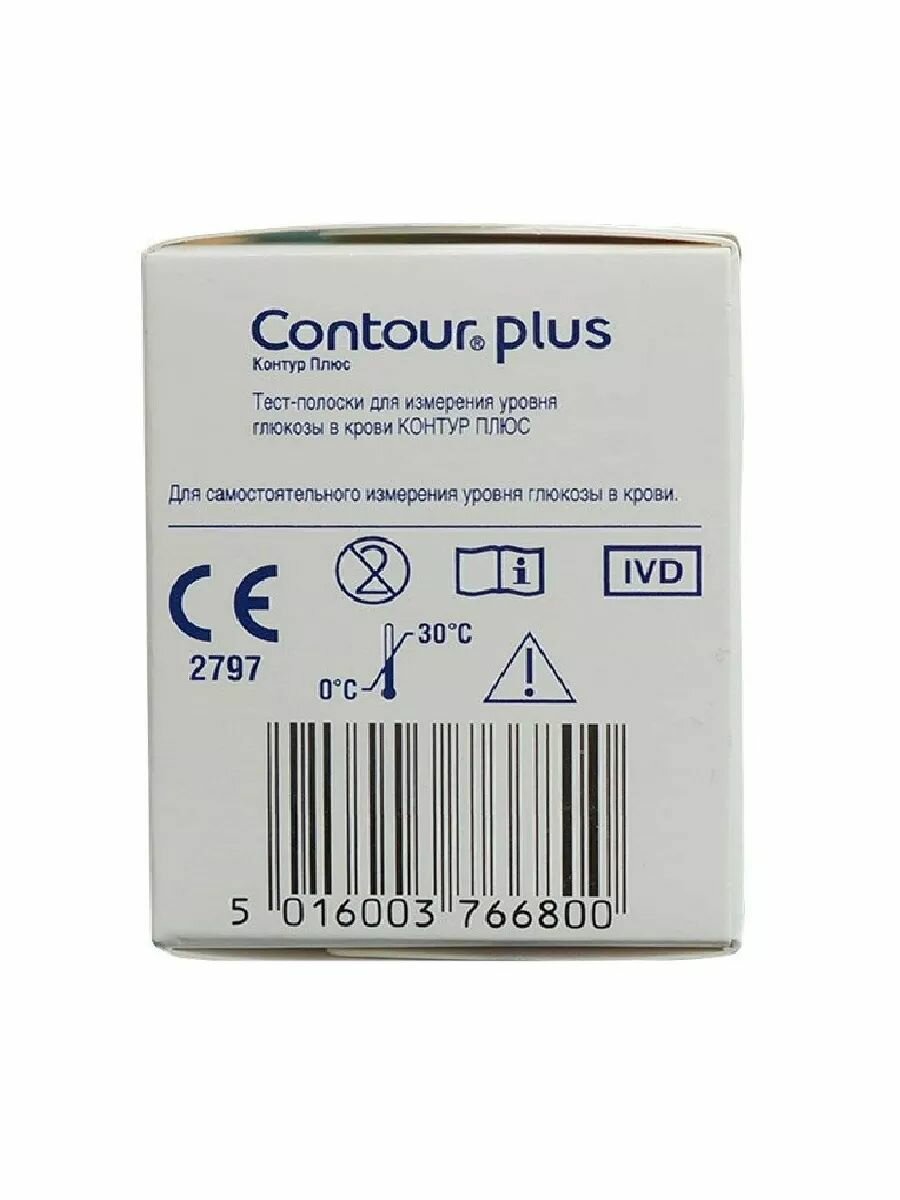 Contour® plus
Контур Плюс
Тест-полоски для измерения уровня
глюкозы в крови КОНТУР ПЛЮС
Для самостоятельного измерения уровня глюкозы в крови.
CE
2797
2
i
IVD
30°C
0°C
!
5 016003 766800